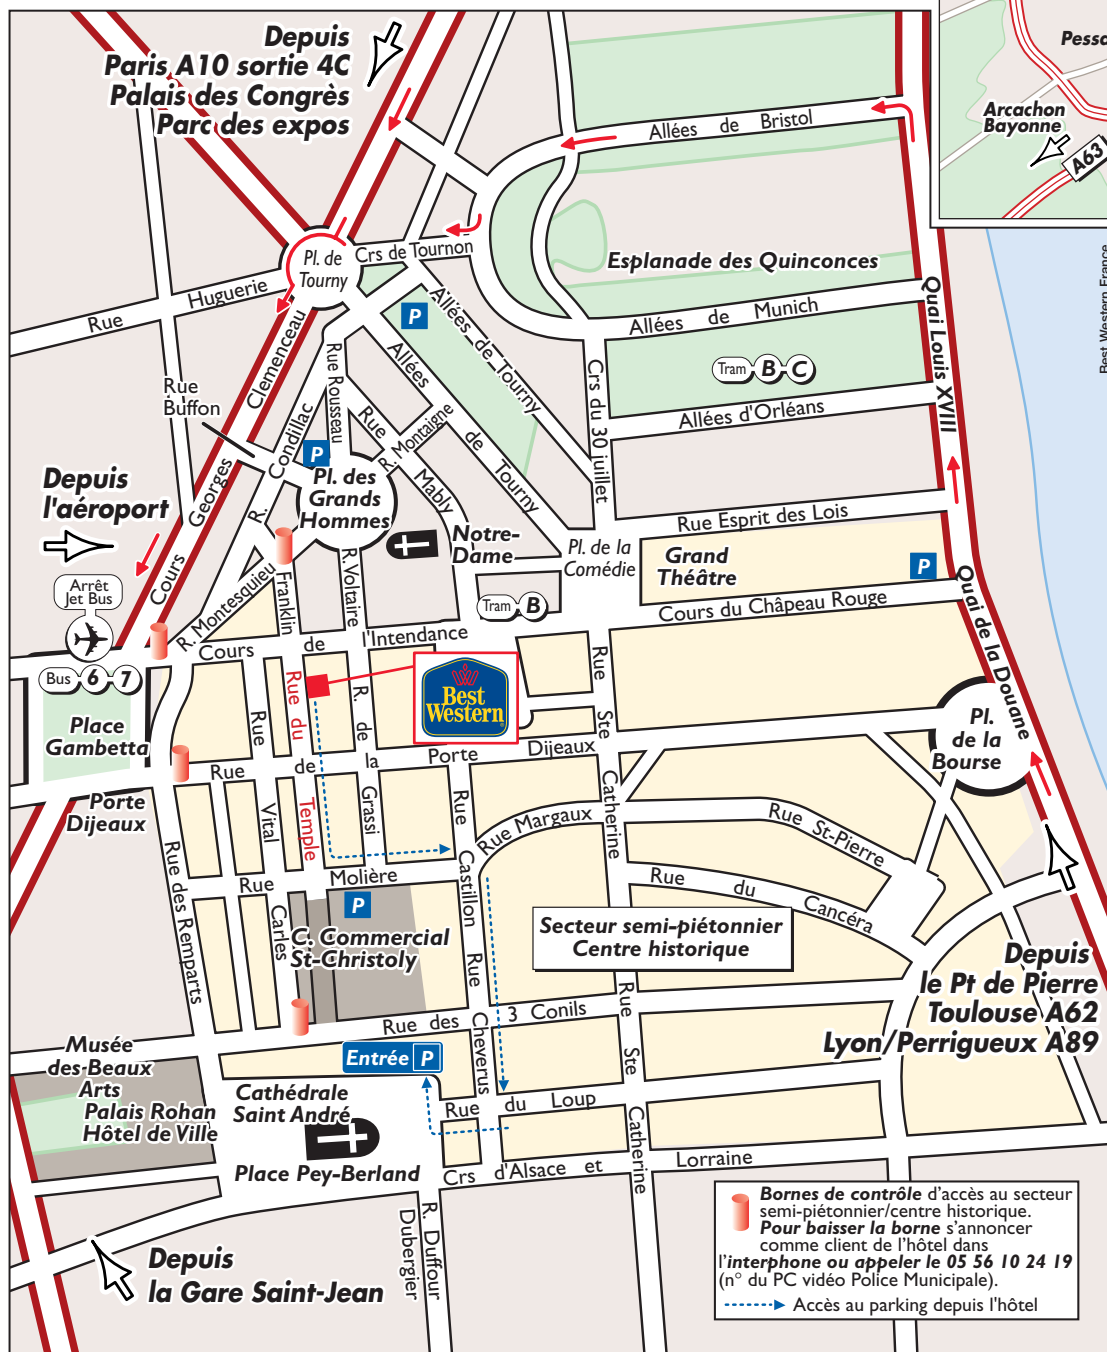 Depuis
Paris A10 sortie 4C
Palais des Congrès
Parc des expos
Arcachon
Bayonne
A63
Allées de Bristol
Pl. de
Tourny
Crs de Tournon
Esplanade des Quinconces
Best Western France
Rue Huguerie
P
Allées de Tourny
Allées de Munich
Quai Louis XVIII
Cours Georges Clemenceau
Rue Rousseau
Allées de Tourny
Crs du 30 juillet
Tram B C
Rue
Buffon
R. Condillac
Rue Mably
R. Montaigne
Allées d'Orléans
P
Pl. des
Grands
Hommes
Depuis
l'aéroport
Rue Esprit des Lois
Notre-
Dame
Pl. de la
Comédie
Grand
Théâtre
P
R. Montesquieu
Franklin
R. Voltaire
Arrêt
Jet Bus
Tram B
Cours du Châpeau Rouge
Quai de la Douane
Cours de l'Intendance
Bus 6 7
Best
Western
Rue du Temple
R. de la Grassi
Rue Vital Carles
Rue Ste Catherine
Place
Gambetta
Pl.
de la
Bourse
Rue de la Porte Dijeaux
Porte
Dijeaux
Rue des Remparts
Rue Castillon
Rue Margaux
Rue St-Pierre
Rue Molière
Rue du Cancéra
P
C. Commercial
St-Christoly
Secteur semi-piétonnier
Centre historique
Depuis
le Pt de Pierre
Toulouse A62
Lyon/Perrigueux A89
Rue des 3 Conils
Rue Cheverus
Rue Ste Catherine
Musée
des Beaux
Arts
Palais Rohan
Hôtel de Ville
Entrée P
Cathédrale
Saint André
Rue du Loup
Place Pey-Berland
Crs d'Alsace et Lorraine
R. Duffour
Dubergier
Depuis
la Gare Saint-Jean
Bornes de contrôle d'accès au secteur
semi-piétonnier/centre historique.
Pour baisser la borne s'annoncer
comme client de l'hôtel dans
l'interphone ou appeler le 05 56 10 24 19
(n° du PC vidéo Police Municipale).
Accès au parking depuis l'hôtel